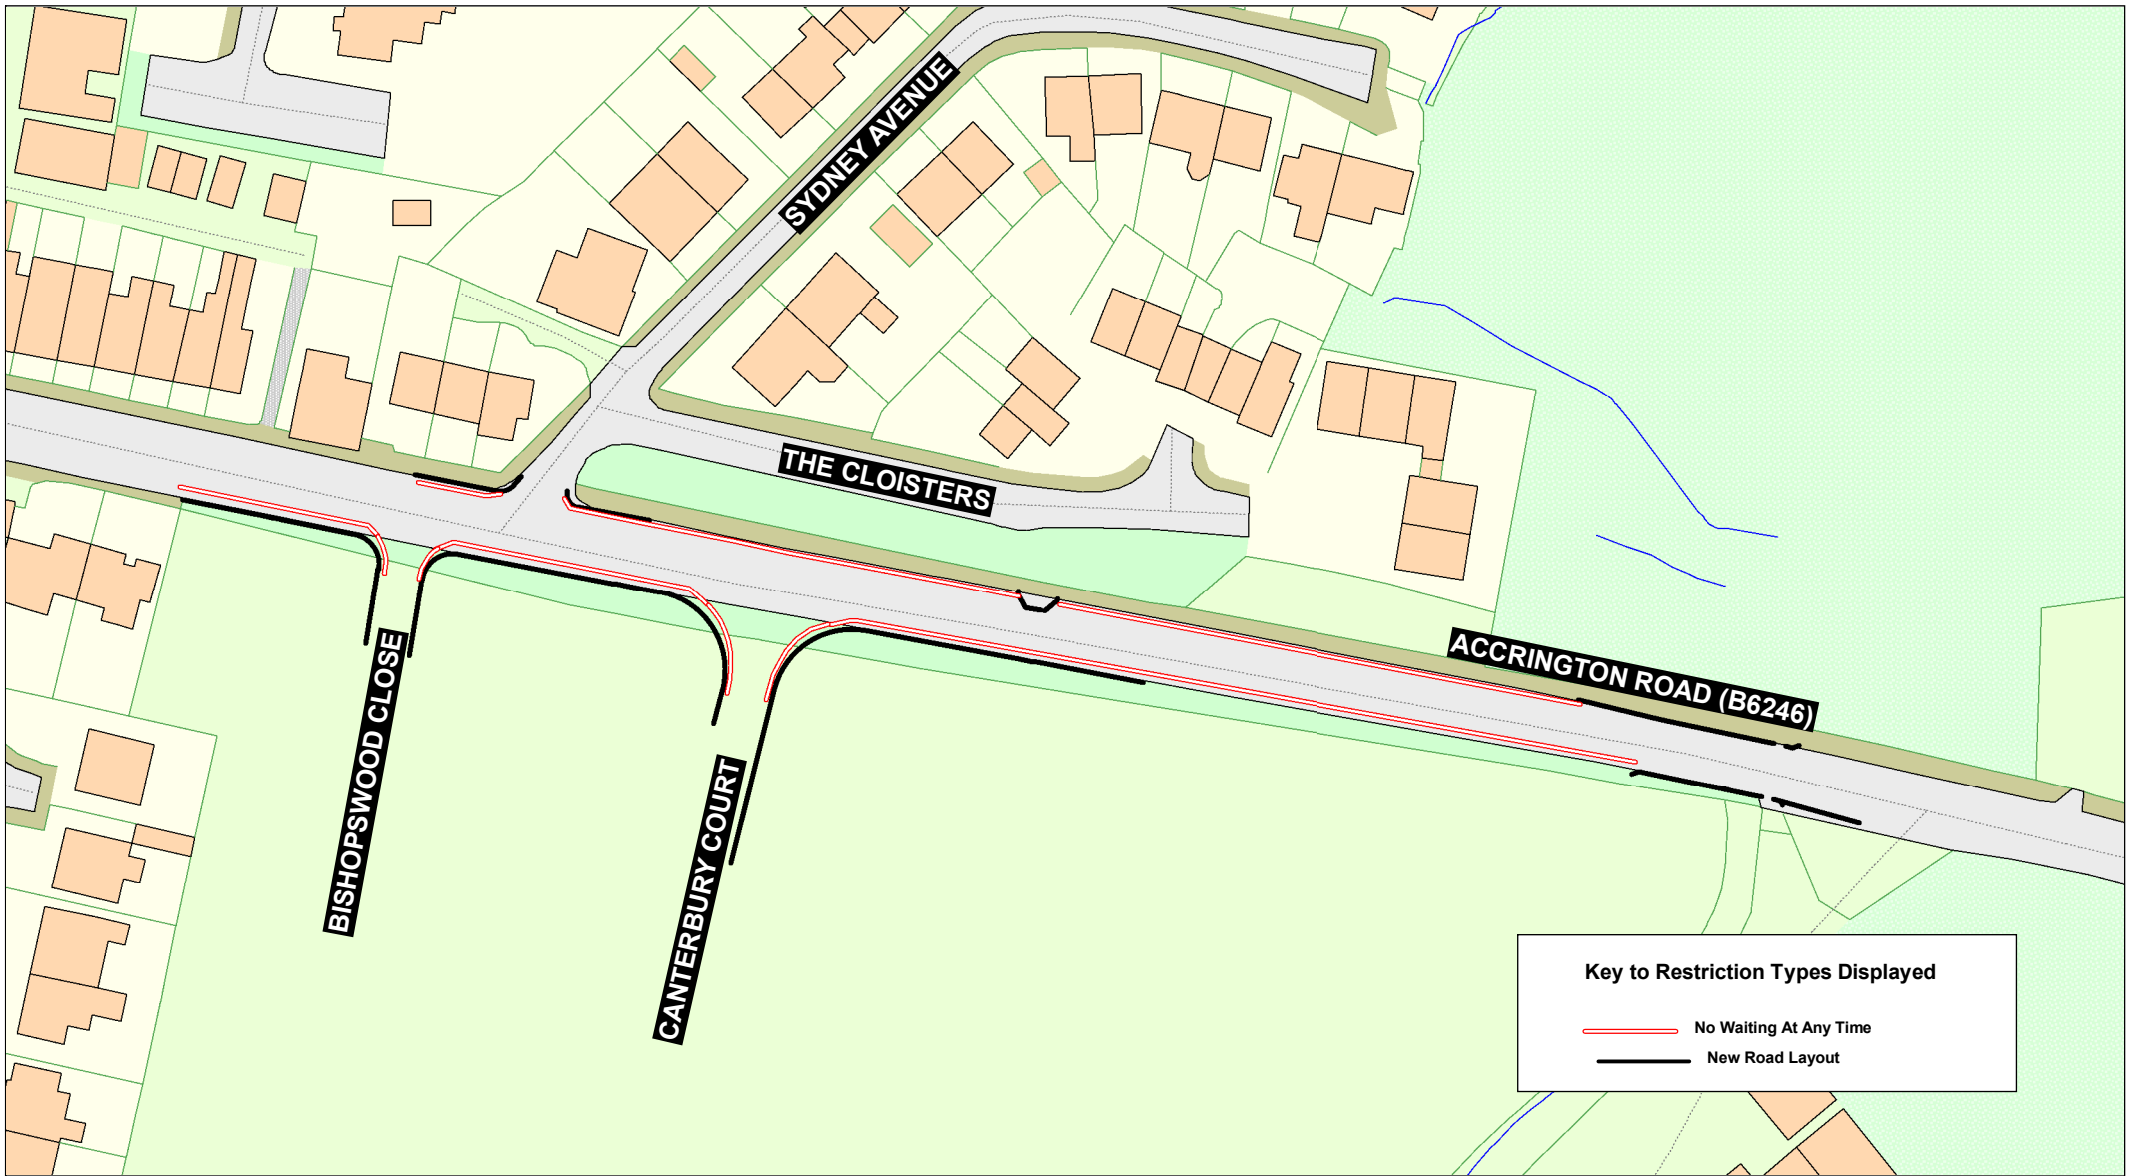 SYDNEY AVENUE
THE CLOISTERS
ACCRINGTON ROAD (B6246)
BISHOPSWOOD CLOSE
CANTERBURY COURT
Key to Restriction Types Displayed
No Waiting At Any Time
New Road Layout